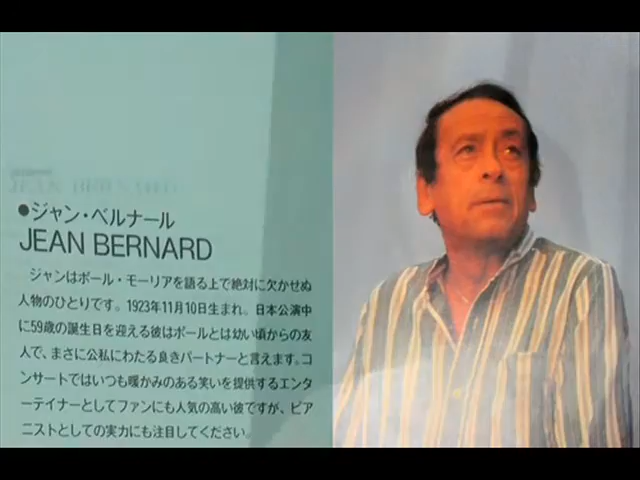 ●ジャン・ベルナール
JEAN BERNARD
ジャンはポール・モーリアを語る上で絶対に欠かせぬ
人物のひとりです。1923年11月10日生まれ。日本公演中
に59歳の誕生日を迎える彼はポールとは幼い頃からの友
人で、まさに公私にわたる良きパートナーと言えます。コ
ンサートではいつも暖かみのある笑いを提供するエンタ
ーテイナーとしてファンにも人気の高い彼ですが、ピア
ニストとしての実力にも注目してください。